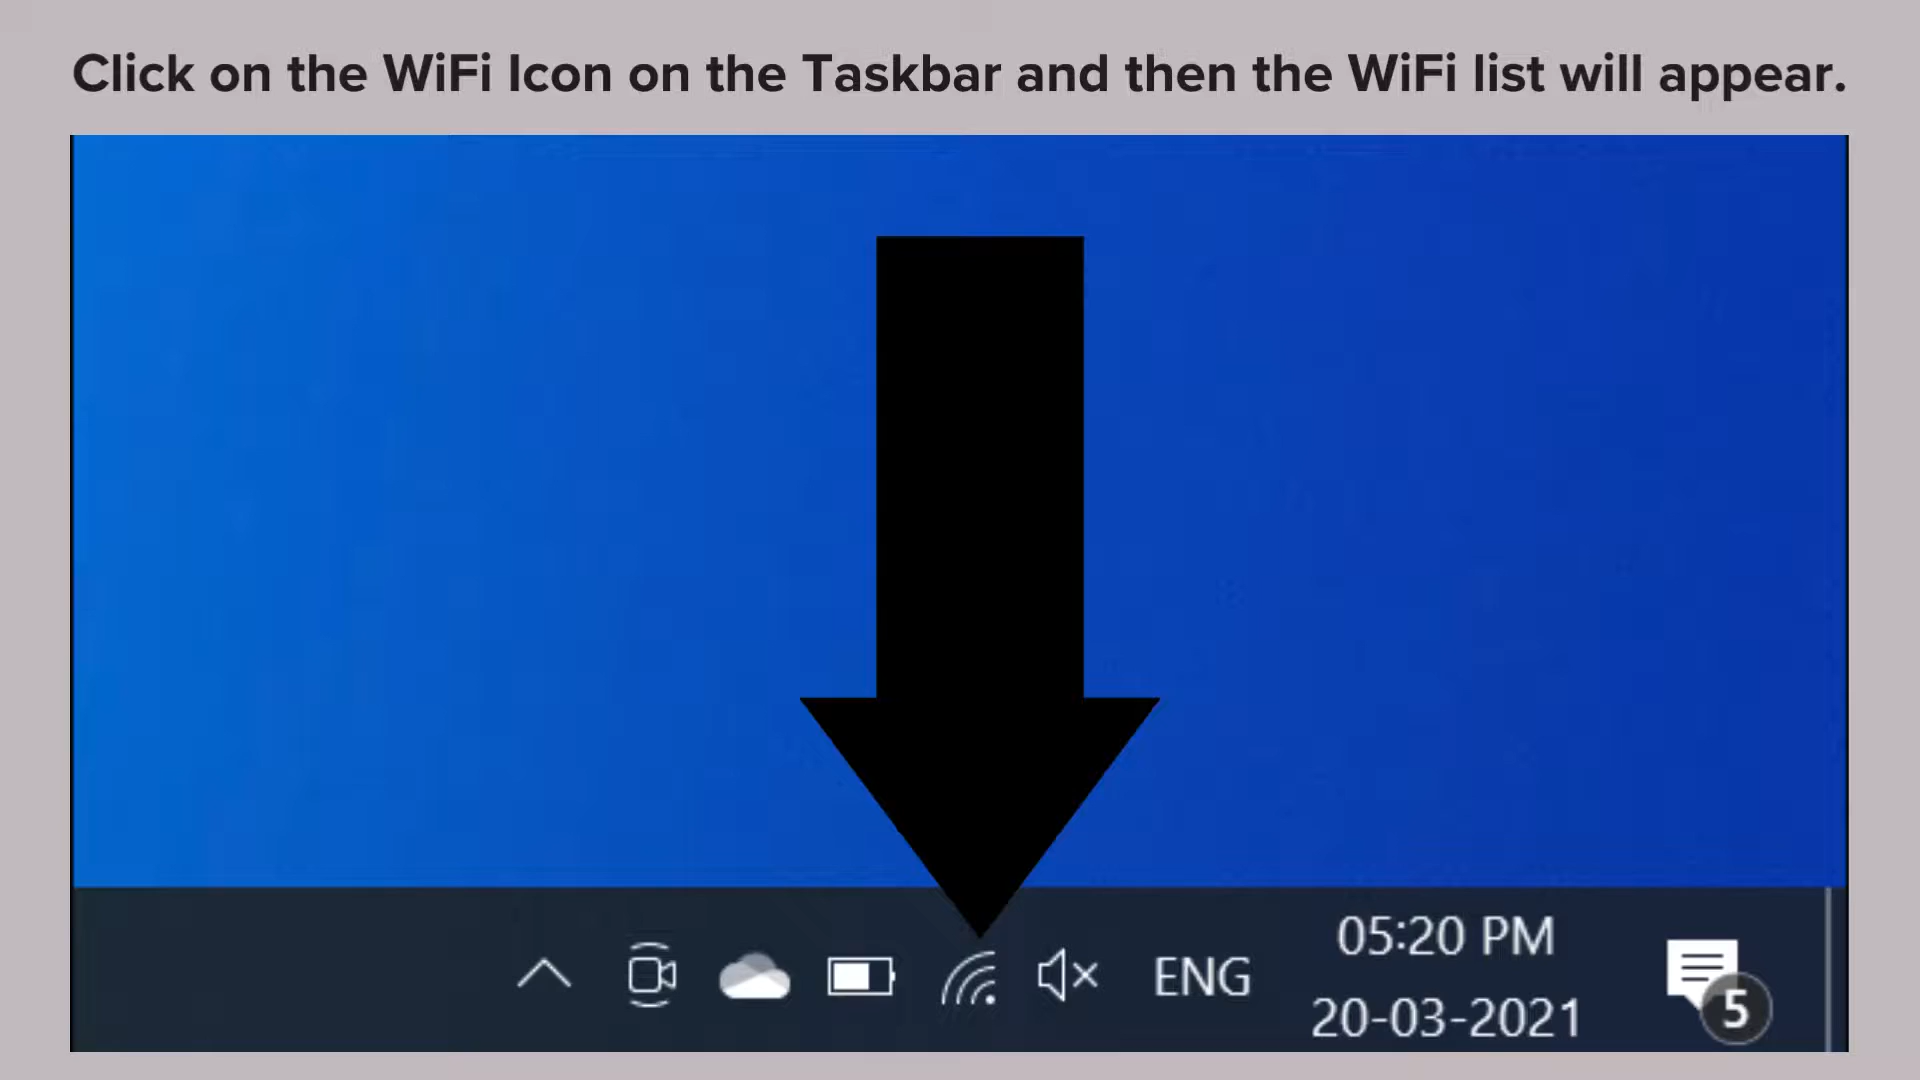 Click on the WiFi Icon on the Taskbar and then the WiFi list will appear.
05:20 PM
ENG
20-03-2021
5